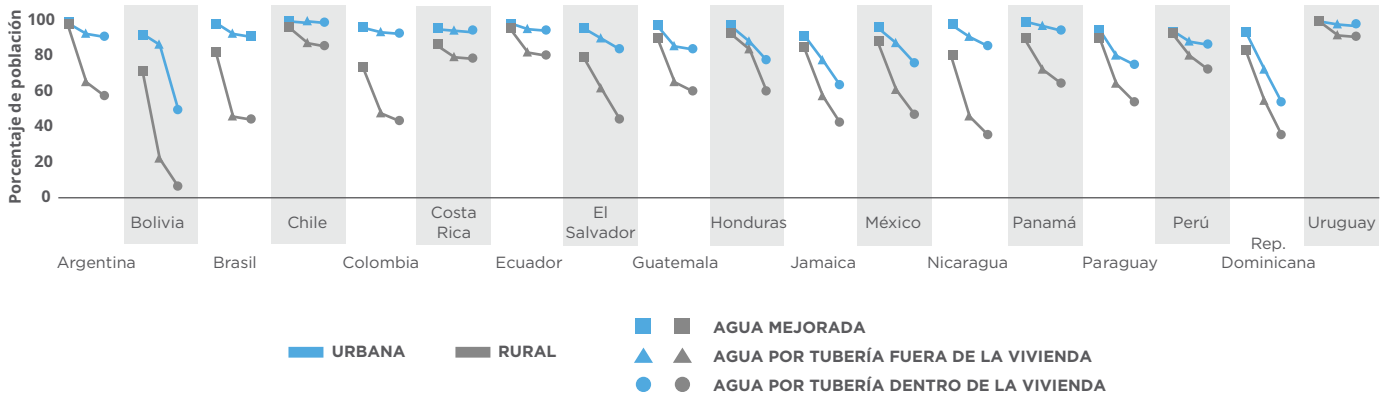 Porcentaje de población
100
80
60
40
20
0
Argentina
Bolivia
Brasil
Chile
Colombia
Costa
Rica
Ecuador
El
Salvador
Guatemala
Honduras
Jamaica
México
Nicaragua
Panamá
Paraguay
Perú
Rep.
Dominicana
Uruguay
URBANA
RURAL
AGUA MEJORADA
AGUA POR TUBERÍA FUERA DE LA VIVIENDA
AGUA POR TUBERÍA DENTRO DE LA VIVIENDA